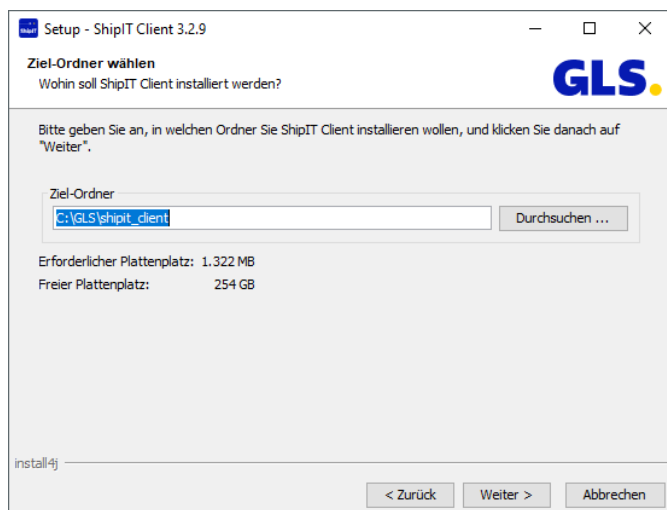 ShipIT Setup - ShipIT Client 3.2.9
Ziel-Ordner wählen
Wohin soll ShipIT Client installiert werden?
GLS.
Bitte geben Sie an, in welchen Ordner Sie ShipIT Client installieren wollen, und klicken Sie danach auf
"Weiter".
Ziel-Ordner
C:\GLS\shipit_client
Durchsuchen ...
Erforderlicher Plattenplatz: 1.322 MB
Freier Plattenplatz: 254 GB
install4j
< Zurück Weiter > Abbrechen